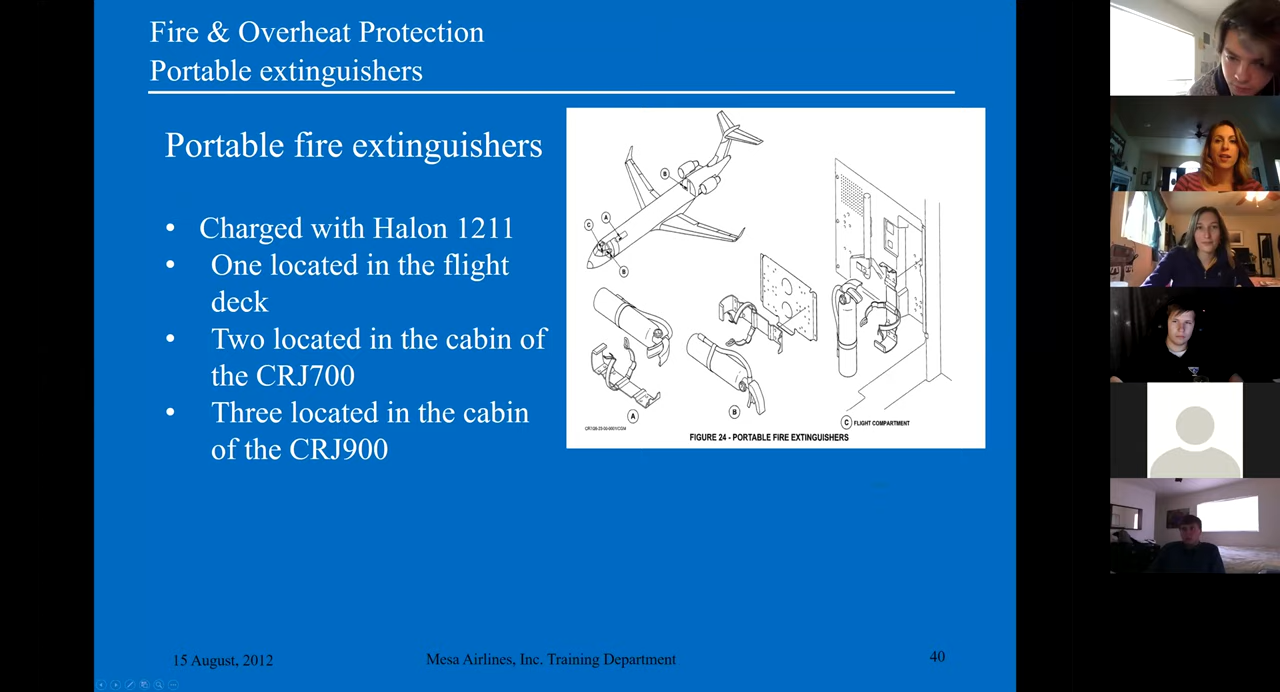 Fire & Overheat Protection
Portable extinguishers
Portable fire extinguishers
• Charged with Halon 1211
• One located in the flight
deck
• Two located in the cabin of
the CRJ700
• Three located in the cabin
of the CRJ900
B
C
A
B
A
B
C FLIGHT COMPARTMENT
FIGURE 24 - PORTABLE FIRE EXTINGUISHERS
15 August, 2012
Mesa Airlines, Inc. Training Department
40